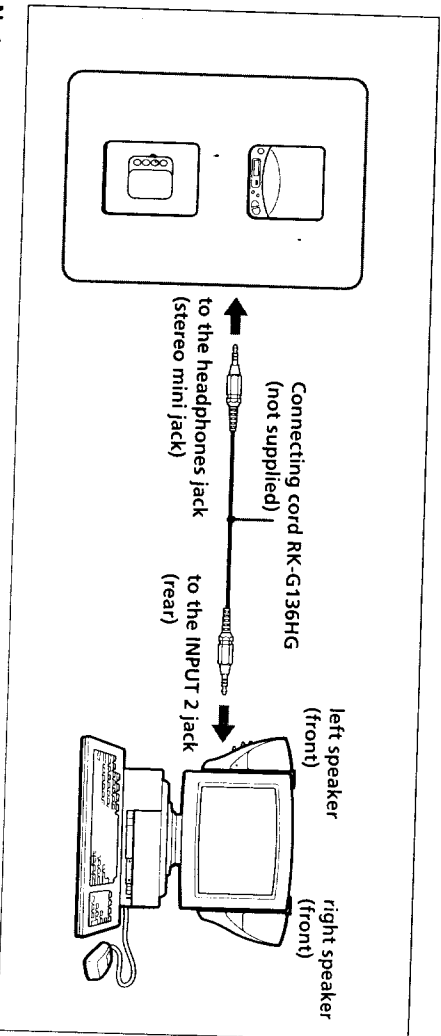 Connecting cord RK-G136HG
(not supplied)
to the headphones jack
(stereo mini jack)
to the INPUT 2 jack
(rear)
left speaker
(front)
right speaker
(front)